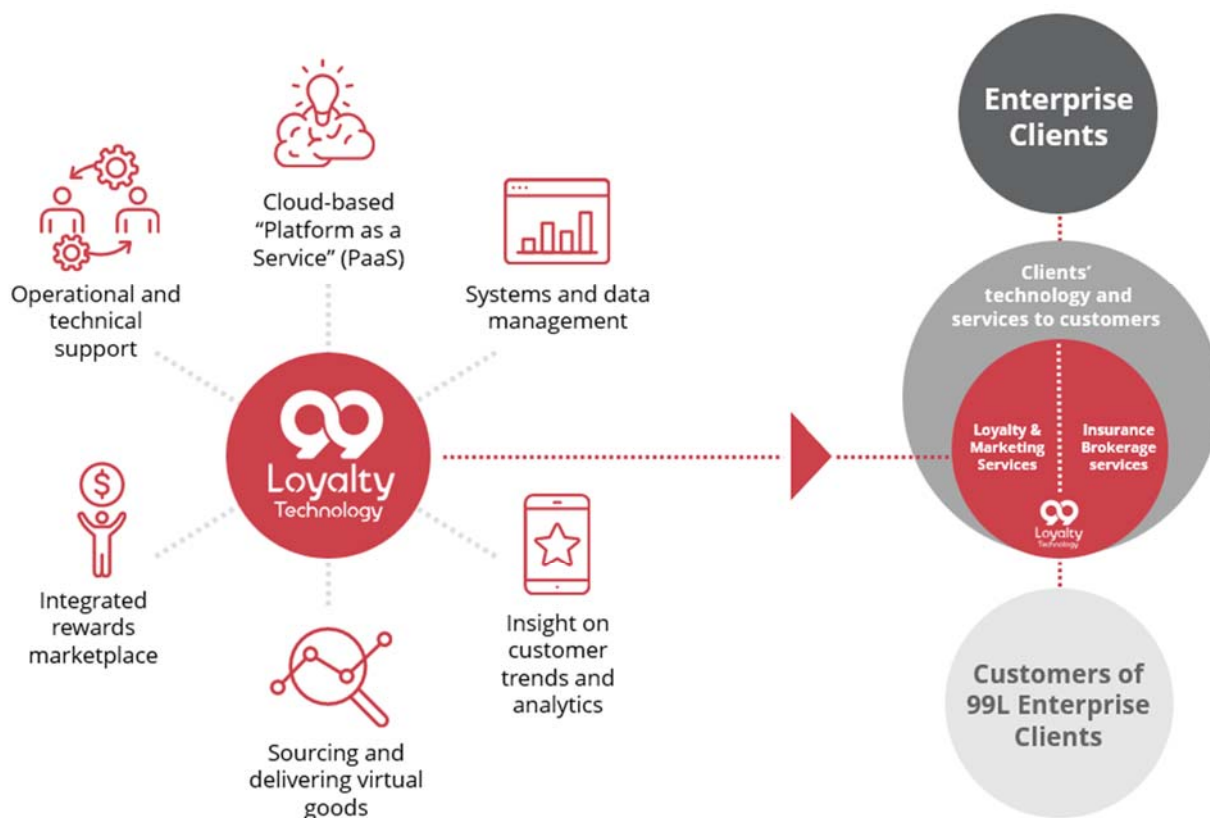 Cloud-based
“Platform as a
Service” (PaaS)
Operational and
technical
support
Systems and data
management
99
Loyalty
Technology
Integrated
rewards
marketplace
$
Insight on
customer
trends and
analytics
Sourcing and
delivering virtual
goods
Enterprise
Clients
Clients’
technology and
services to customers
Loyalty &
Marketing
Services
Insurance
Brokerage
services
99
Loyalty
Technology
Customers of
99L Enterprise
Clients